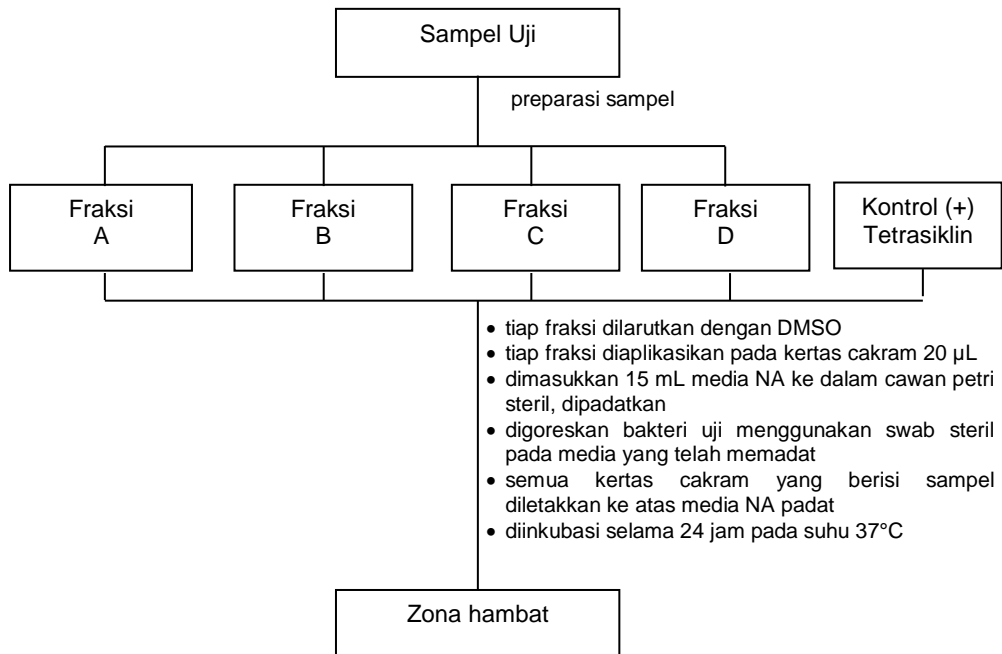 Sampel Uji
preparasi sampel
Fraksi
A
Fraksi
B
Fraksi
C
Fraksi
D
Kontrol (+)
Tetrasiklin
• tiap fraksi dilarutkan dengan DMSO
• tiap fraksi diaplikasikan pada kertas cakram 20 µL
• dimasukkan 15 mL media NA ke dalam cawan petri
steril, dipadatkan
• digoreskan bakteri uji menggunakan swab steril
pada media yang telah memadat
• semua kertas cakram yang berisi sampel
diletakkan ke atas media NA padat
• diinkubasi selama 24 jam pada suhu 37°C
Zona hambat